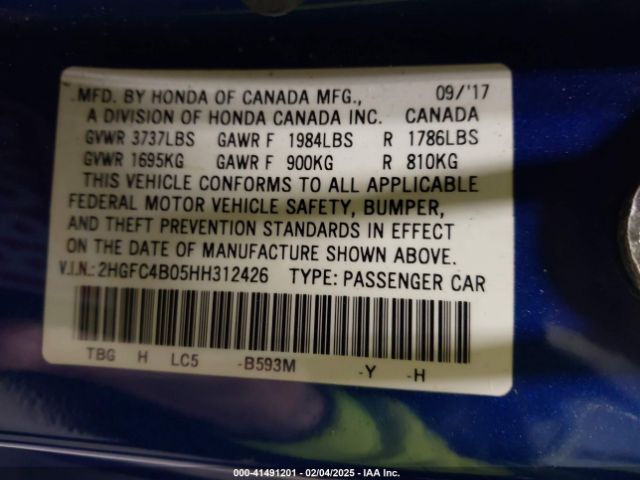 MFD. BY HONDA OF CANADA MFG., 09/'17
A DIVISION OF HONDA CANADA INC. CANADA
GVWR 3737LBS GAWR F 1984LBS R 1786LBS
GVWR 1695KG GAWR F 900KG R 810KG
THIS VEHICLE CONFORMS TO ALL APPLICABLE
FEDERAL MOTOR VEHICLE SAFETY, BUMPER,
AND THEFT PREVENTION STANDARDS IN EFFECT
ON THE DATE OF MANUFACTURE SHOWN ABOVE.
V.I.N.: 2HGFC4B05HH312426 TYPE: PASSENGER CAR
TBG H LC5 -B593M -Y -H
000-41491201 - 02/04/2025 - IAA Inc.